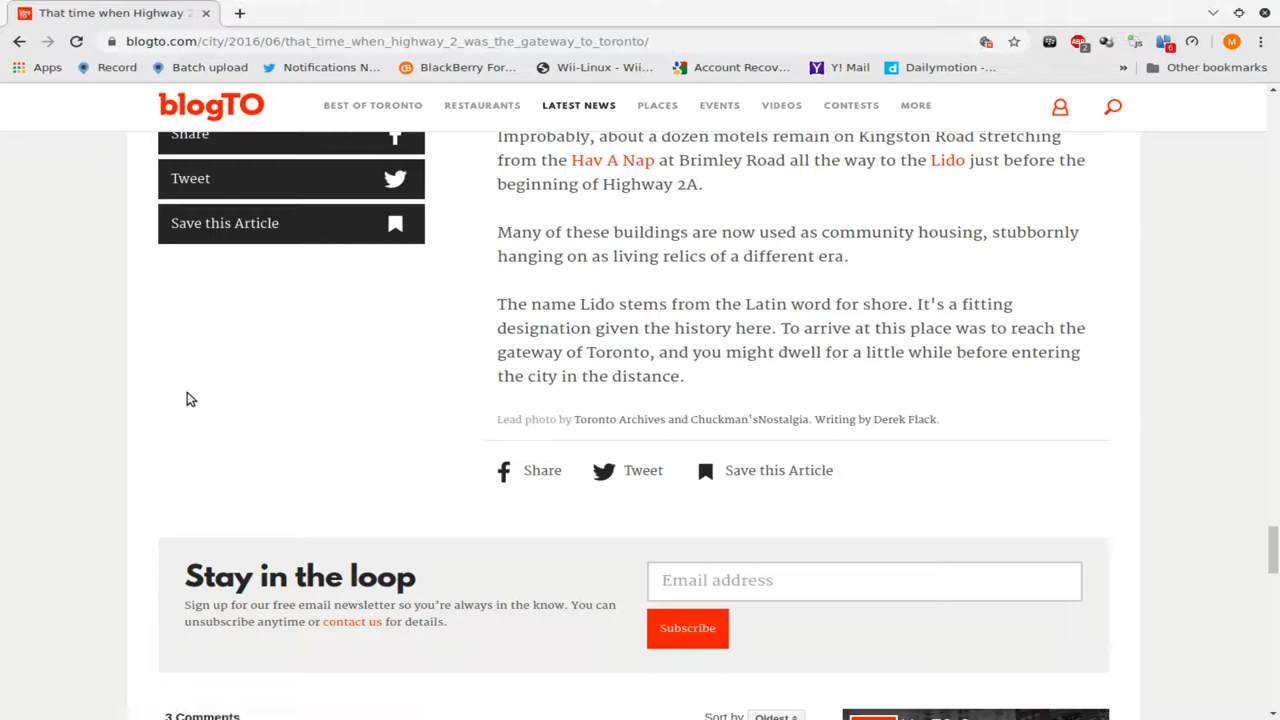 That time when Highway 2
blogto.com/city/2016/06/that_time_when_highway_2_was_the_gateway_to_toronto/
2
6
M
Apps Record Batch upload Notifications N... BlackBerry For... Wii-Linux - Wii... Account Recov... Y! Mail Dailymotion -... » Other bookmarks
blogTO BEST OF TORONTO RESTAURANTS LATEST NEWS PLACES EVENTS VIDEOS CONTESTS MORE
Share
Tweet
Save this Article
Improbably, about a dozen motels remain on Kingston Road stretching
from the Hav A Nap at Brimley Road all the way to the Lido just before the
beginning of Highway 2A.
Many of these buildings are now used as community housing, stubbornly
hanging on as living relics of a different era.
The name Lido stems from the Latin word for shore. It's a fitting
designation given the history here. To arrive at this place was to reach the
gateway of Toronto, and you might dwell for a little while before entering
the city in the distance.
Lead photo by Toronto Archives and Chuckman'sNostalgia. Writing by Derek Flack.
Share Tweet Save this Article
Stay in the loop
Sign up for our free email newsletter so you're always in the know. You can
unsubscribe anytime or contact us for details.
Email address
Subscribe
3 Comments
Sort by Oldest